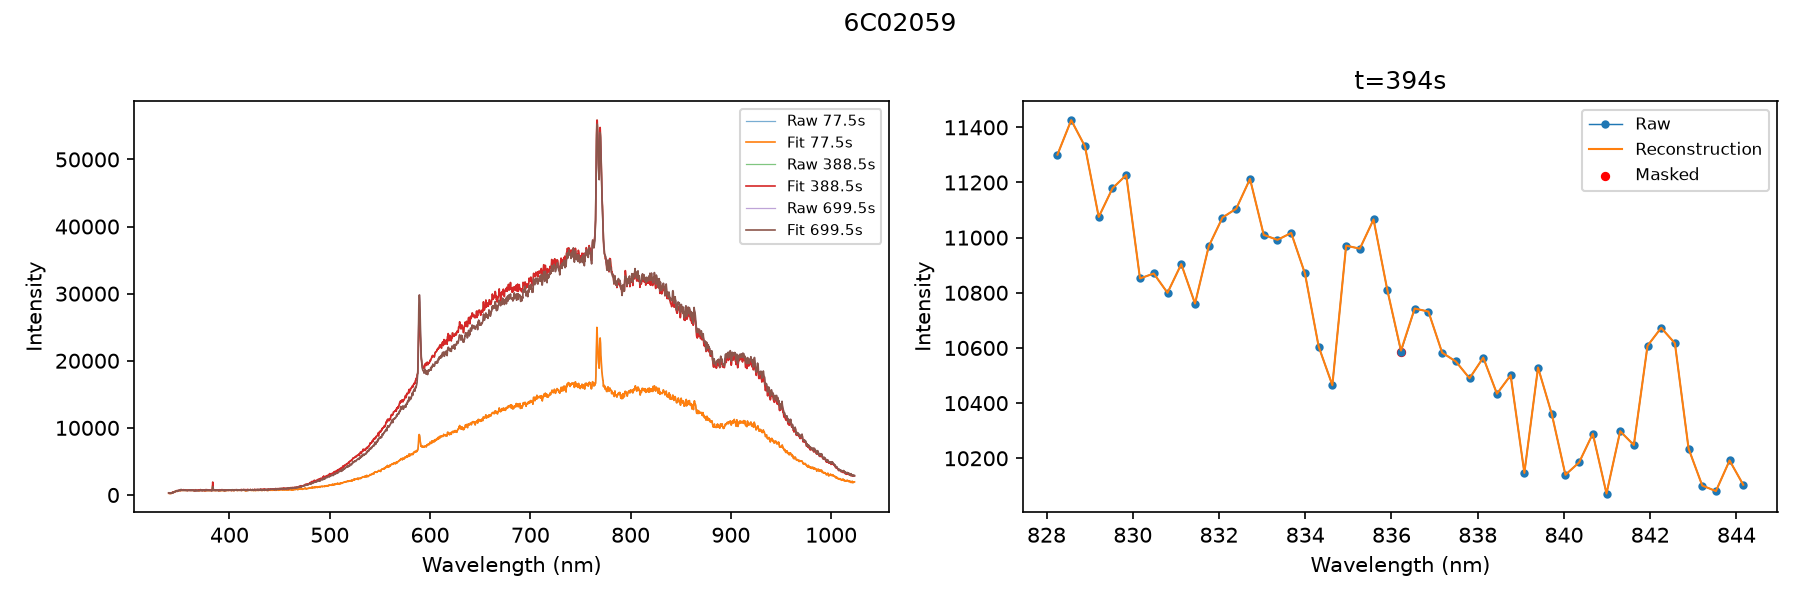 6C02059
t=394s
Raw 77.5s
Fit 77.5s
Raw 388.5s
Fit 388.5s
Raw 699.5s
Fit 699.5s
50000
40000
30000
20000
10000
0
Intensity
400 500 600 700 800 900 1000
Wavelength (nm)
Raw
Reconstruction
Masked
11400
11200
11000
10800
10600
10400
10200
Intensity
828 830 832 834 836 838 840 842 844
Wavelength (nm)